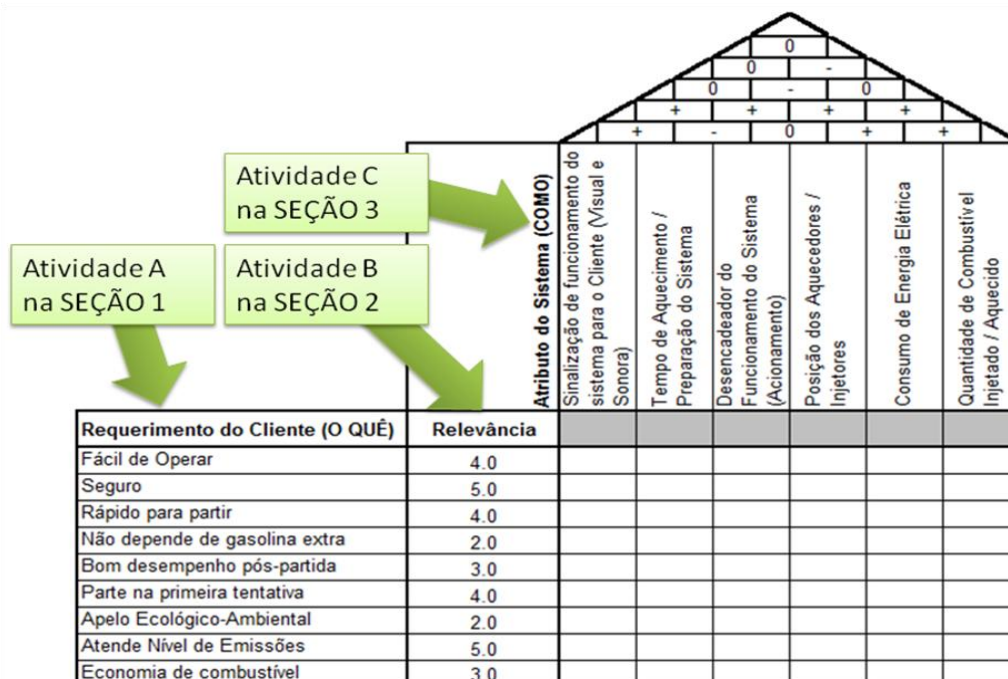 0
0 -
0 - 0
+ + + +
+ - 0 + +
Atividade C
na SEÇÃO 3
Atividade A
na SEÇÃO 1
Atividade B
na SEÇÃO 2
Atributo do Sistema (COMO)
Sinalização de funcionamento do
sistema para o Cliente (Visual e
Sonora)
Tempo de Aquecimento /
Preparação do Sistema
Desencadeador do
Funcionamento do Sistema
(Acionamento)
Posição dos Aquecedores /
Injetores
Consumo de Energia Elétrica
Quantidade de Combustível
Injetado / Aquecido
Requerimento do Cliente (O QUÊ) Relevância
Fácil de Operar 4.0
Seguro 5.0
Rápido para partir 4.0
Não depende de gasolina extra 2.0
Bom desempenho pós-partida 3.0
Parte na primeira tentativa 4.0
Apelo Ecológico-Ambiental 2.0
Atende Nível de Emissões 5.0
Economia de combustível 3.0